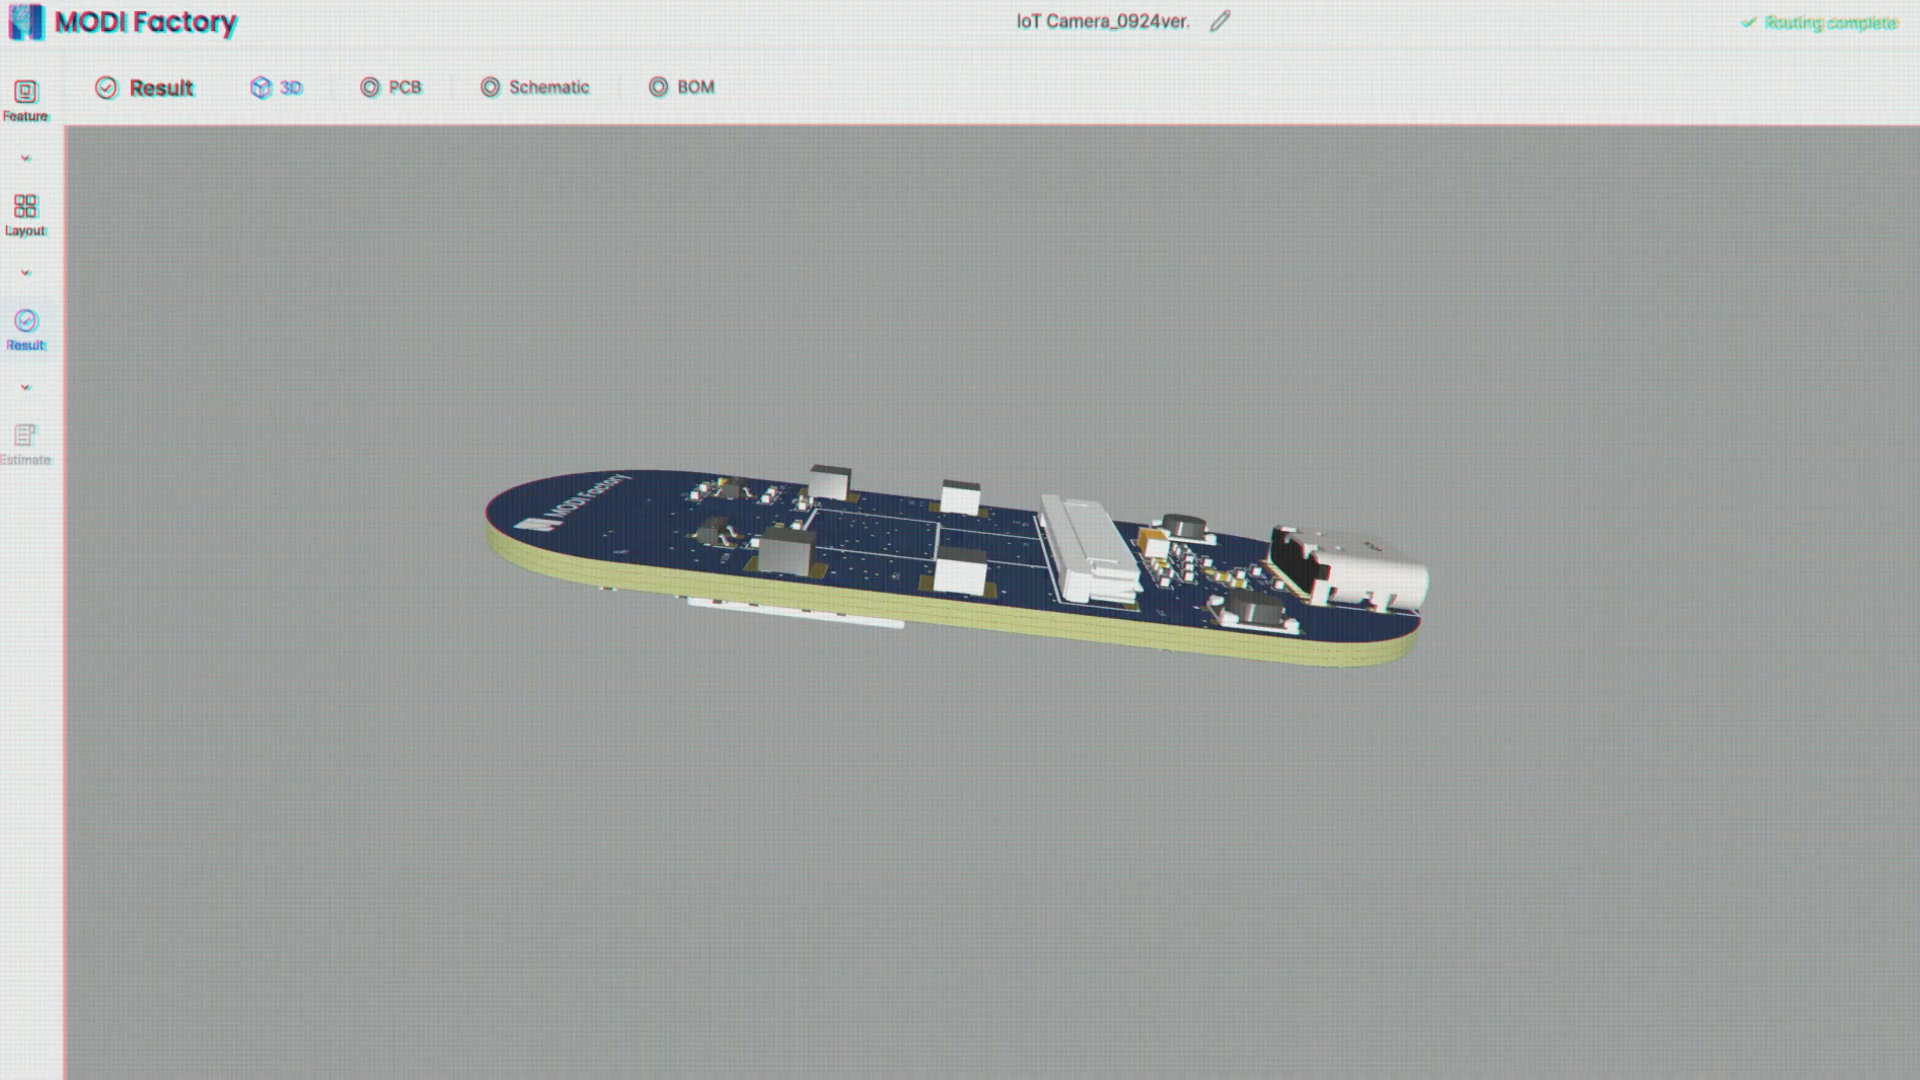 MODI Factory
IoT Camera_0924ver.
Routing complete
Feature
Result
3D
PCB
Schematic
BOM
Layout
Result
Estimate
MODI Factory